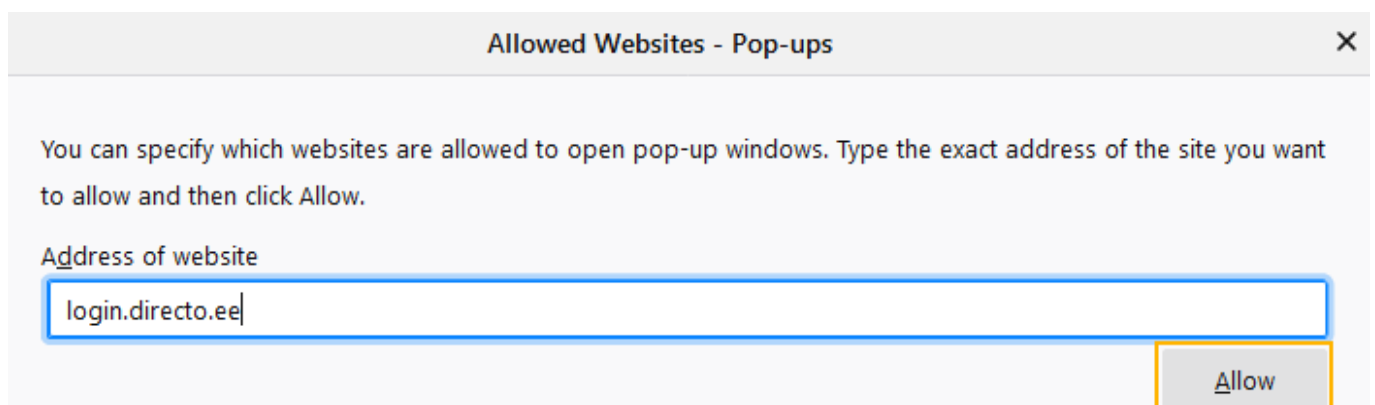 Allowed Websites - Pop-ups
You can specify which websites are allowed to open pop-up windows. Type the exact address of the site you want
to allow and then click Allow.
Address of website
login.directo.ee
Allow